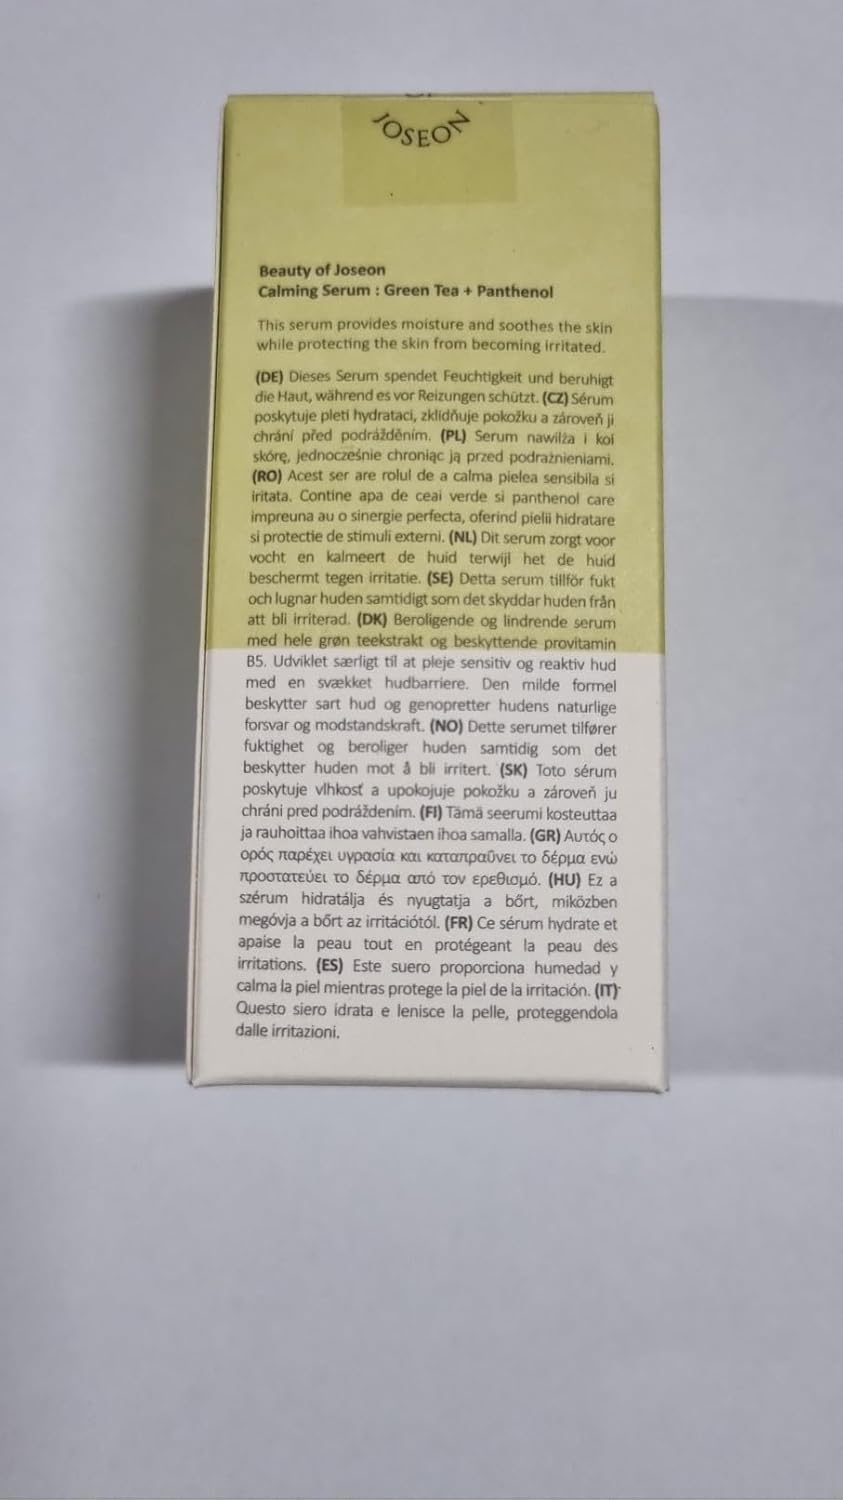 JOSEON
Beauty of Joseon
Calming Serum : Green Tea + Panthenol
This serum provides moisture and soothes the skin
while protecting the skin from becoming irritated.
(DE) Dieses Serum spendet Feuchtigkeit und beruhigt
die Haut, während es vor Reizungen schützt. (CZ) Sérum
poskytuje pleti hydrataci, zklidňuje pokožku a zároveň ji
chrání před podrážděním. (PL) Serum nawilża i koi
skórę, jednocześnie chroniąc ją przed podrażnieniami.
(RO) Acest ser are rolul de a calma pielea sensibila si
iritata. Contine apa de ceai verde si panthenol care
impreuna au o sinergie perfecta, oferind pielii hidratare
si protectie de stimuli externi. (NL) Dit serum zorgt voor
vocht en kalmeert de huid terwijl het de huid
beschermt tegen irritatie. (SE) Detta serum tillför fukt
och lugnar huden samtidigt som det skyddar huden från
att bli irriterad. (DK) Beroligende og lindrende serum
med hele grøn teekstrakt og beskyttende provitamin
B5. Udviklet særligt til at pleje sensitiv og reaktiv hud
med en svækket hudbarriere. Den milde formel
beskytter sart hud og genopretter hudens naturlige
forsvar og modstandskraft. (NO) Dette serumet tilfører
fuktighet og beroliger huden samtidig som det
beskytter huden mot å bli irritert. (SK) Toto sérum
poskytuje vlhkosť a upokojuje pokožku a zároveň ju
chráni pred podráždením. (FI) Tämä seerumi kosteuttaa
ja rauhoittaa ihoa vahvistaen ihoa samalla. (GR) Αυτός ο
ορός παρέχει υγρασία και καταπραΰνει το δέρμα ενώ
προστατεύει το δέρμα από τον ερεθισμό. (HU) Ez a
szérum hidratálja és nyugtatja a bőrt, miközben
megóvja a bőrt az irritációtól. (FR) Ce sérum hydrate et
apaise la peau tout en protégeant la peau des
irritations. (ES) Este suero proporciona humedad y
calma la piel mientras protege la piel de la irritación. (IT)
Questo siero idrata e lenisce la pelle, proteggendola
dalle irritazioni.